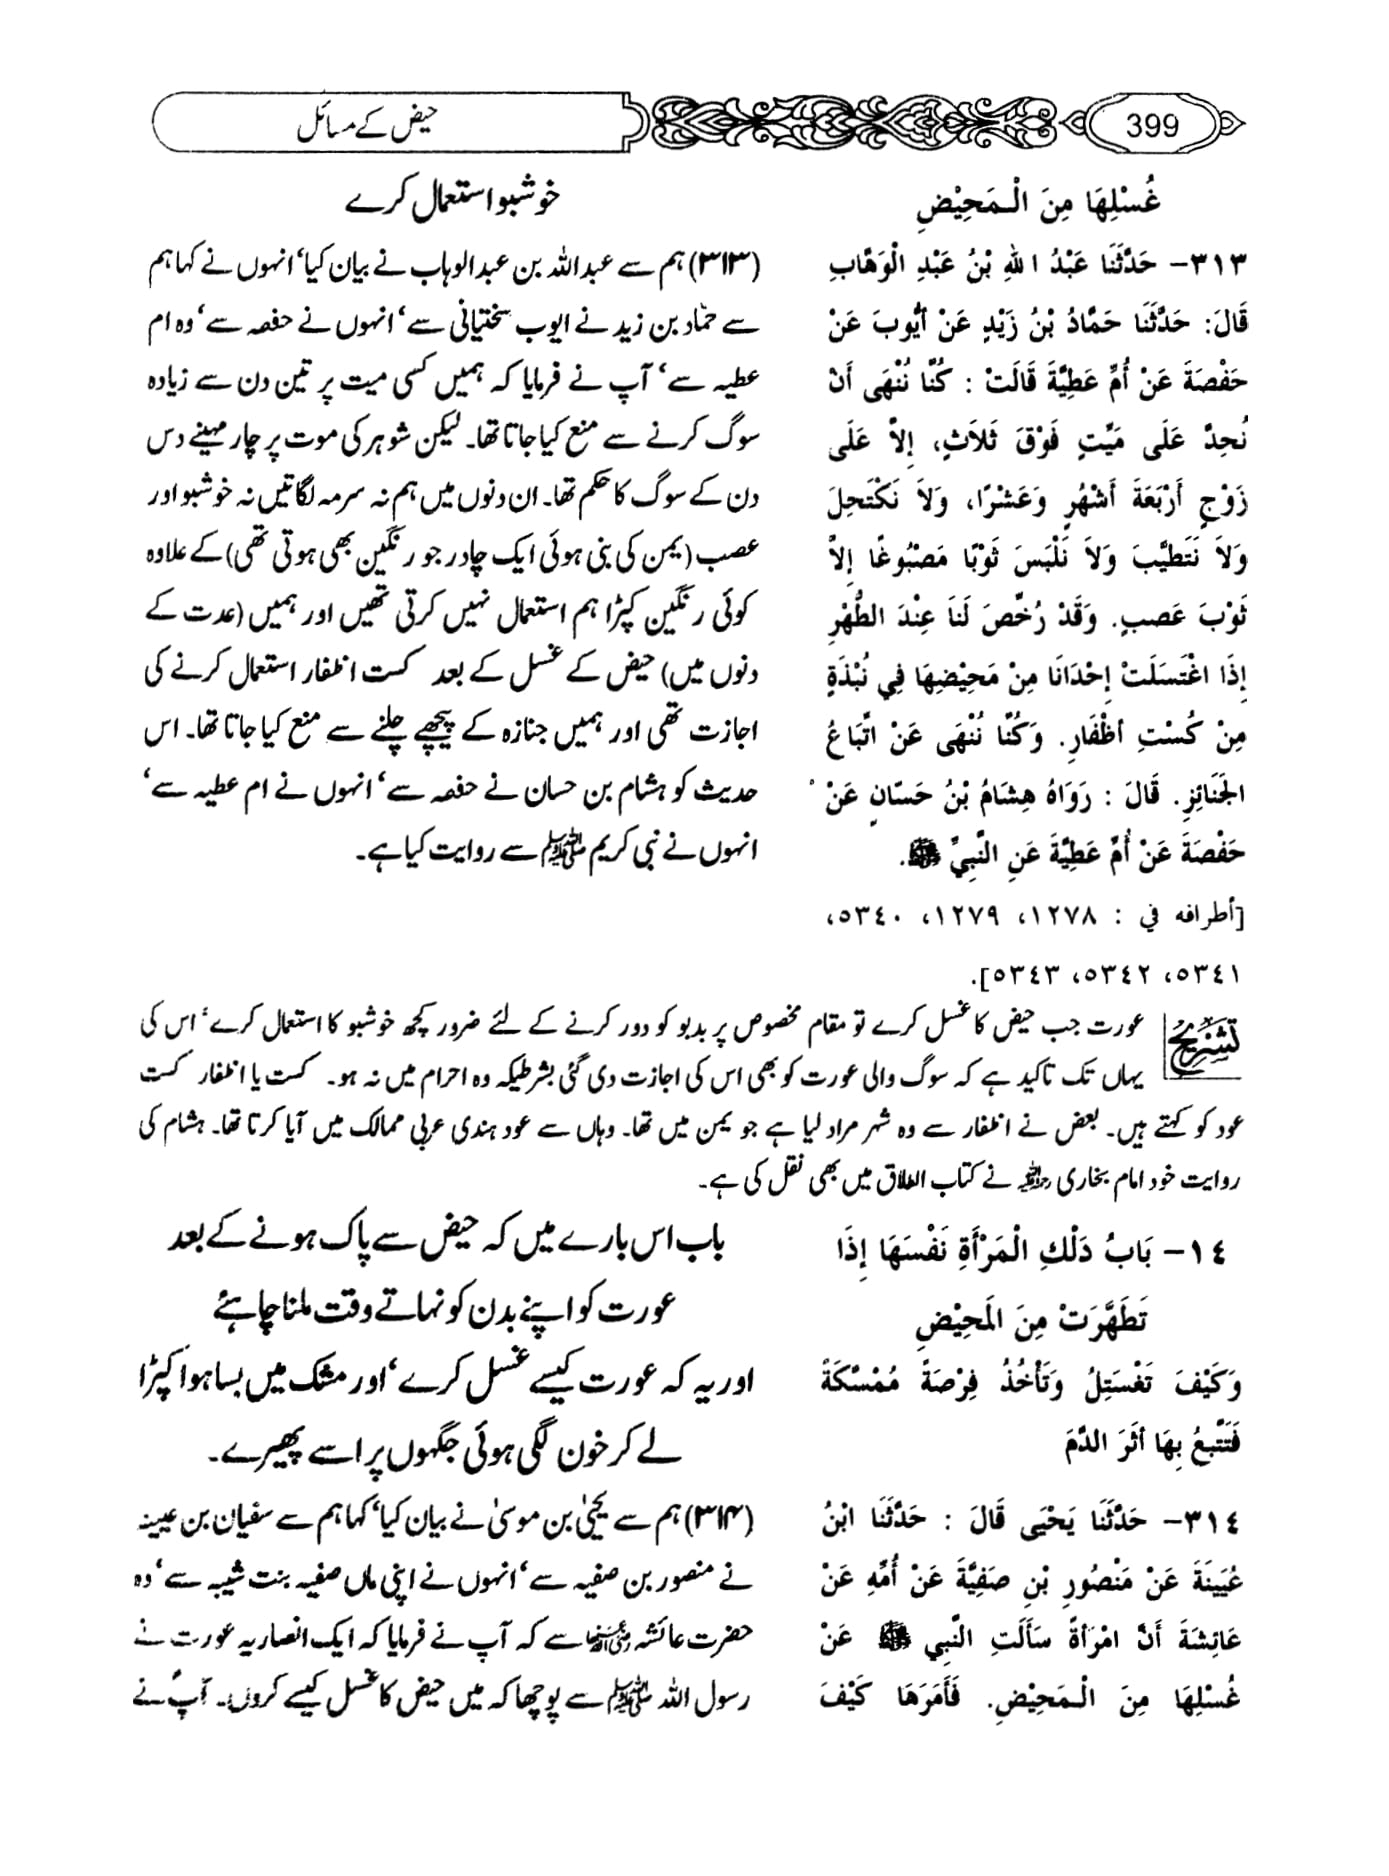 399
حیض کے مسائل
غُسْلِهَا مِنَ الْـمَحِيْضِ
٣١٣- حَدَّثَنَا عَبْدُ اللهِ بْنُ عَبْدِ الْوَهَّابِ
قَالَ: حَدَّثَنَا حَمَّادُ بْنُ زَيْدٍ عَنْ أَيُّوبَ عَنْ
حَفْصَةَ عَنْ أُمِّ عَطِيَّةَ قَالَتْ : كُنَّا نُنْهَى أَنْ
نُحِدَّ عَلَى مَيِّتٍ فَوْقَ ثَلاَثٍ، إِلاَّ عَلَى
زَوْجٍ أَرْبَعَةَ أَشْهُرٍ وَعَشْرًا، وَلاَ نَكْتَحِلَ
وَلاَ نَتَطَيَّبَ وَلاَ نَلْبَسَ ثَوْبًا مَصْبُوغًا إِلاَّ
ثَوْبَ عَصبٍ. وَقَدْ رُخِّصَ لَنَا عِنْدَ الطُّهْرِ
إِذَا اغْتَسَلَتْ إِحْدَانَا مِنْ مَحِيْضِهَا فِي نُبْذَةٍ
مِنْ كُسْتِ أظْفَارِ. وَكُنَّا نُنْهَى عَنْ اتِّبَاعِ
الجَنَائِزِ. قَالَ : رَوَاهُ هِشَامُ بْنُ حَسَّانٍ عَنْ
حَفْصَةَ عَنْ أُمِّ عَطِيَّةَ عَنِ النَّبِيِّ ﷺ.
[أطرافه في : ١٢٧٨، ١٢٧٩، ٥٣٤٠،
٥٣٤١، ٥٣٤٢، ٥٣٤٣].
خوشبو استعمال کرے
(۳۱۳) ہم سے عبداللہ بن عبدالوہاب نے بیان کیا‘ انہوں نے کہا ہم
سے حماد بن زید نے ایوب سختیانی سے‘ انہوں نے حفصہ سے‘ وہ ام
عطیہ سے‘ آپ نے فرمایا کہ ہمیں کسی میت پر تین دن سے زیادہ
سوگ کرنے سے منع کیا جاتا تھا۔ لیکن شوہر کی موت پر چار مہینے دس
دن کے سوگ کا حکم تھا۔ ان دنوں میں ہم نہ سرمہ لگاتیں نہ خوشبو اور
عصب (یمن کی بنی ہوئی ایک چادر جو رنگین بھی ہوتی تھی) کے علاوہ
کوئی رنگین کپڑا ہم استعمال نہیں کرتی تھیں اور ہمیں (عدت کے
دنوں میں) حیض کے غسل کے بعد کست اظفار استعمال کرنے کی
اجازت تھی اور ہمیں جنازہ کے پیچھے چلنے سے منع کیا جاتا تھا۔ اس
حدیث کو ہشام بن حسان نے حفصہ سے‘ انہوں نے ام عطیہ سے‘
انہوں نے نبی کریم ﷺ سے روایت کیا ہے۔
تشریح عورت جب حیض کا غسل کرے تو مقام مخصوص پر بدبو کو دور کرنے کے لئے ضرور کچھ خوشبو کا استعمال کرے‘ اس کی
یہاں تک تاکید ہے کہ سوگ والی عورت کو بھی اس کی اجازت دی گئی بشرطیکہ وہ احرام میں نہ ہو۔ کست یا اظفار کست
عود کو کہتے ہیں۔ بعض نے اظفار سے وہ شہر مراد لیا ہے جو یمن میں تھا۔ وہاں سے عود ہندی عربی ممالک میں آیا کرتا تھا۔ ہشام کی
روایت خود امام بخاری رحمہ اللہ نے کتاب الطلاق میں بھی نقل کی ہے۔
١٤- بَابُ دَلْكِ الْمَرْأَةِ نَفْسَهَا إِذَا
تَطَهَّرَتْ مِنَ المَحِيْضِ
وَكَيْفَ تَغْتَسِلُ وَتَأْخُذُ فِرْصَةً مُمْسَّكَةً
فَتَتَّبِعُ بِهَا أثَرَ الدَّمَ
٣١٤- حَدَّثَنَا يَحْيَى قَالَ : حَدَّثَنَا ابْنُ
عُيَيْنَةَ عَنْ مَنْصُورِ بْنِ صَفِيَّةَ عَنْ أُمِّهِ عَنْ
عَائِشَةَ أَنَّ امْرَأَةً سَأَلَتِ النَّبِي ﷺ عَنْ
غُسْلِهَا مِنَ الْـمَحِيْضِ. فَأَمَرَهَا كَيْفَ
باب اس بارے میں کہ حیض سے پاک ہونے کے بعد
عورت کو اپنے بدن کو نہاتے وقت ملنا چاہئے
اور یہ کہ عورت کیسے غسل کرے‘ اور مشک میں بسا ہوا کپڑا
لے کر خون لگی ہوئی جگہوں پر اسے پھیرے۔
(۳۱۴) ہم سے یحییٰ بن موسیٰ نے بیان کیا‘ کہا ہم سے سفیان بن عیینہ
نے منصور بن صفیہ سے‘ انہوں نے اپنی ماں صفیہ بنت شیبہ سے‘ وہ
حضرت عائشہ رضی اللہ عنہا سے کہ آپ نے فرمایا کہ ایک انصاریہ عورت نے
رسول اللہ ﷺ سے پوچھا کہ میں حیض کا غسل کیسے کروں۔ آپؐ نے